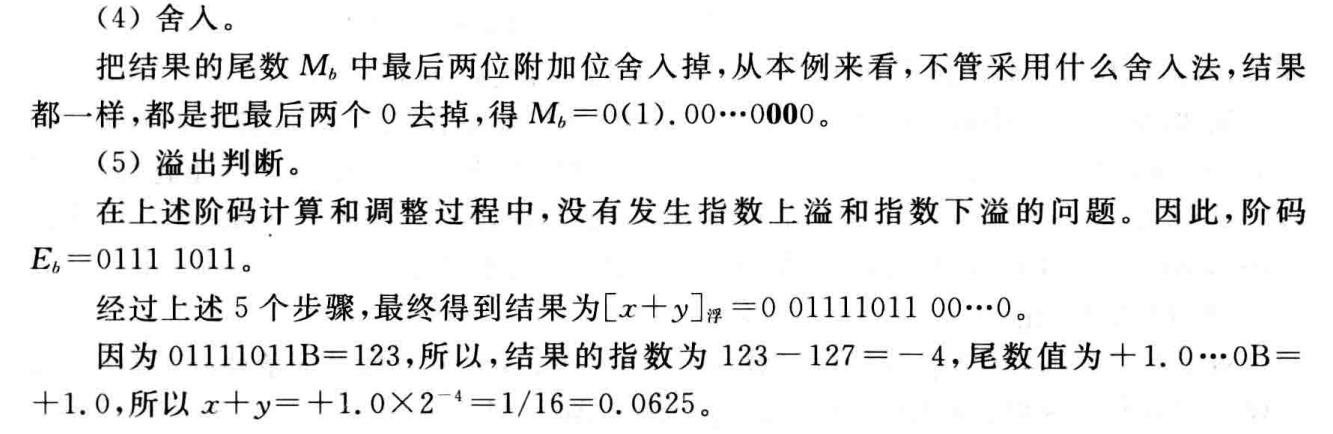 (4) 舍入。
把结果的尾数 M_b 中最后两位附加位舍入掉,从本例来看,不管采用什么舍入法,结果
都一样,都是把最后两个 0 去掉,得 M_b=0(1).00…0000。
(5) 溢出判断。
在上述阶码计算和调整过程中,没有发生指数上溢和指数下溢的问题。因此,阶码
E_b=0111 1011。
经过上述 5 个步骤,最终得到结果为[x+y]浮=0 01111011 00…0。
因为 01111011B=123,所以,结果的指数为 123-127=-4,尾数值为+1.0…0B=
+1.0,所以 x+y=+1.0×2⁻⁴=1/16=0.0625。